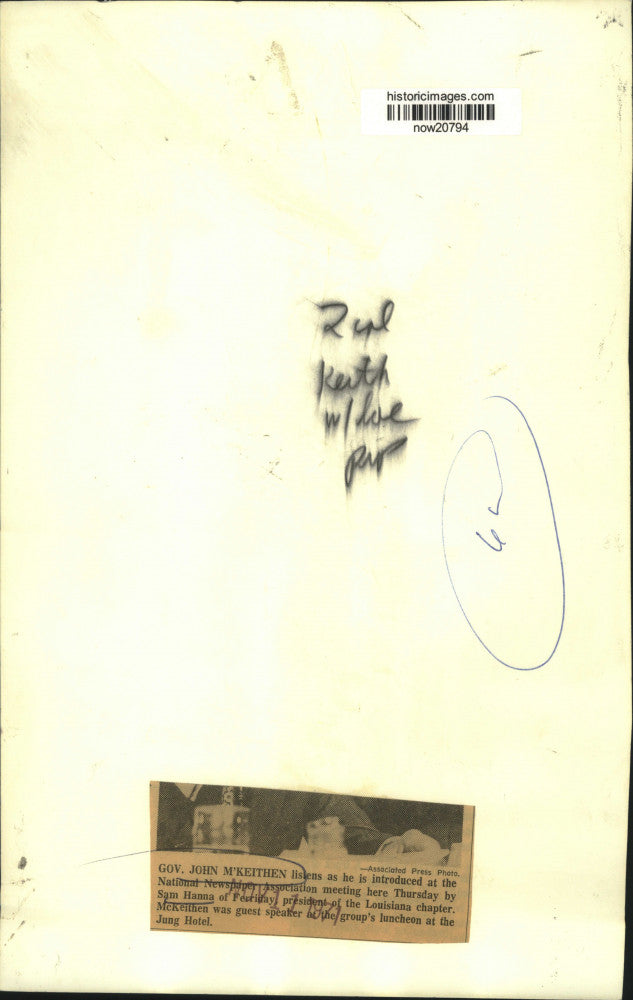 historicimages.com
now20794
2 col
Keith
w/
—Associated Press Photo.
GOV. JOHN M'KEITHEN listens as he is introduced at the
National Newspaper Association meeting here Thursday by
Sam Hanna of Ferriday, president of the Louisiana chapter.
McKeithen was guest speaker at the group's luncheon at the
Jung Hotel.